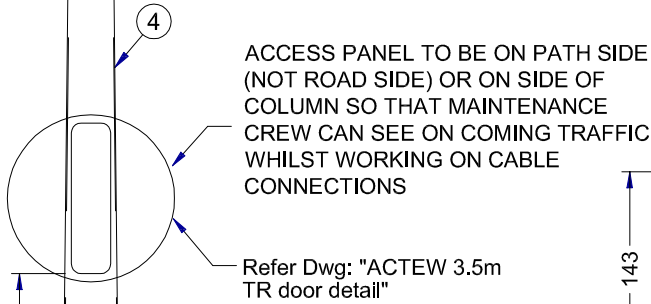 4
ACCESS PANEL TO BE ON PATH SIDE
(NOT ROAD SIDE) OR ON SIDE OF
COLUMN SO THAT MAINTENANCE
CREW CAN SEE ON COMING TRAFFIC
WHILST WORKING ON CABLE
CONNECTIONS
143
Refer Dwg: "ACTEW 3.5m
TR door detail"